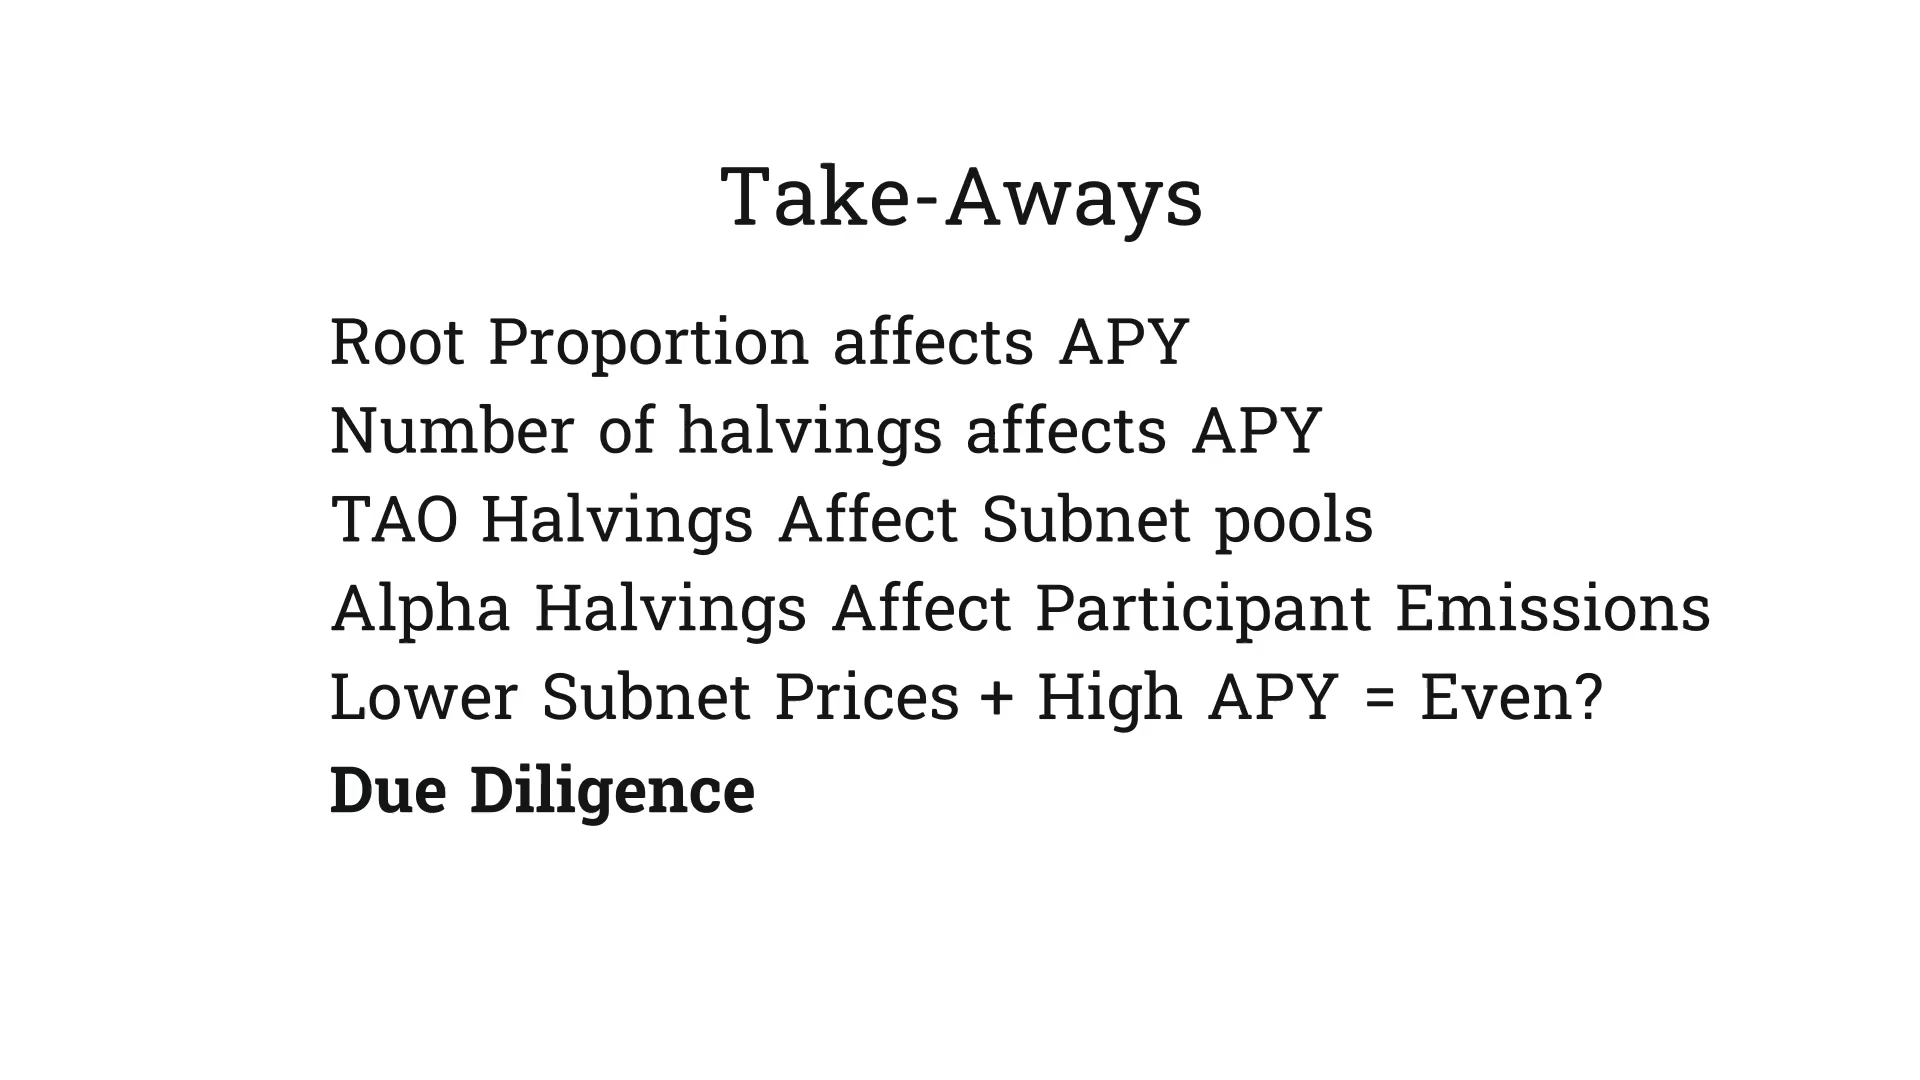 Take-Aways
Root Proportion affects APY
Number of halvings affects APY
TAO Halvings Affect Subnet pools
Alpha Halvings Affect Participant Emissions
Lower Subnet Prices + High APY = Even?
Due Diligence